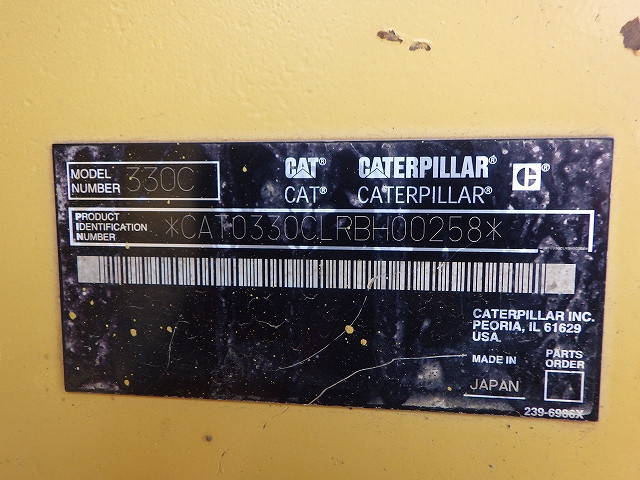 MODEL NUMBER 330C
CAT® CATERPILLAR®
CAT® CATERPILLAR®
PRODUCT IDENTIFICATION NUMBER *CAT0330CLRBH00258*
CATERPILLAR INC.
PEORIA, IL 61629
USA.
MADE IN JAPAN
PARTS ORDER
239-6986X